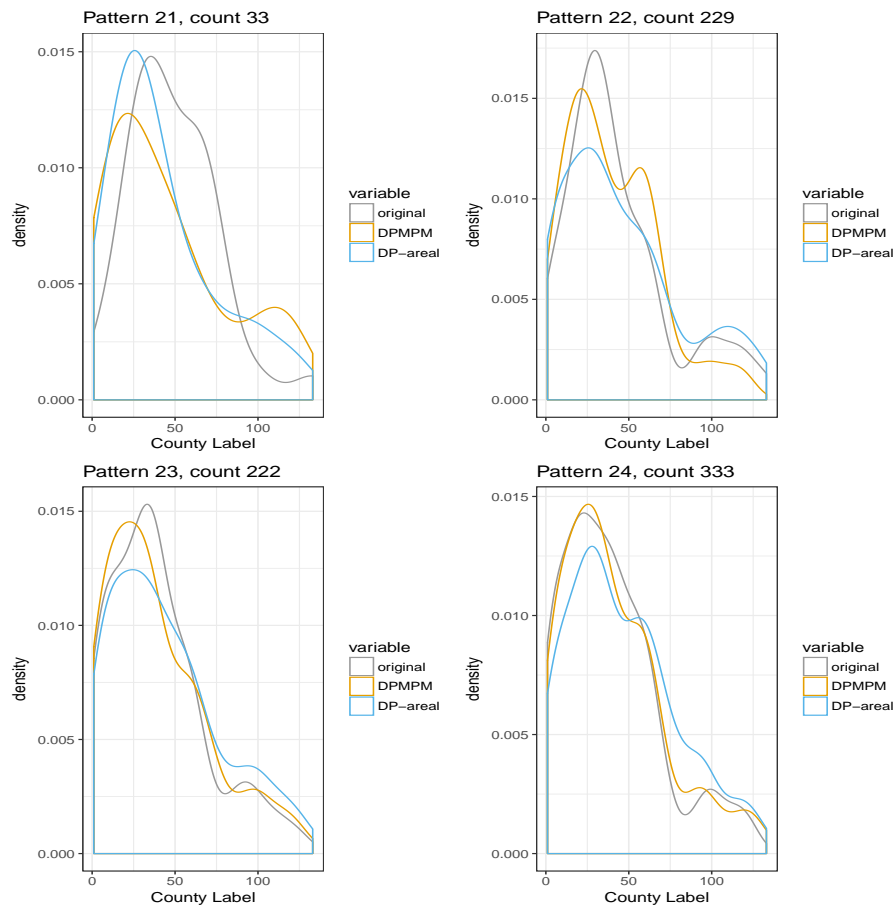 Pattern 21, count 33
0.015
0.010
0.005
0.000
density
0
50
100
County Label
variable
original
DPMPM
DP−areal
Pattern 22, count 229
0.015
0.010
0.005
0.000
density
0
50
100
County Label
variable
original
DPMPM
DP−areal
Pattern 23, count 222
0.015
0.010
0.005
0.000
density
0
50
100
County Label
variable
original
DPMPM
DP−areal
Pattern 24, count 333
0.015
0.010
0.005
0.000
density
0
50
100
County Label
variable
original
DPMPM
DP−areal